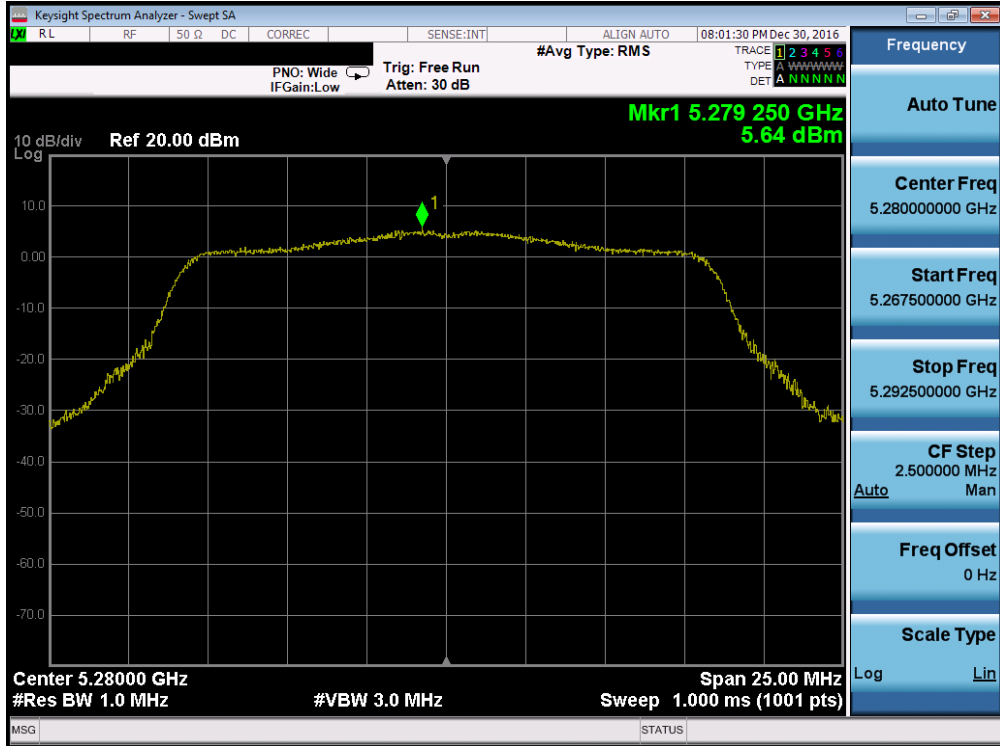 Keysight Spectrum Analyzer - Swept SA
LXI RL RF 50 Ω DC CORREC SENSE:INT ALIGN AUTO 08:01:30 PM Dec 30, 2016
#Avg Type: RMS
TRACE 1 2 3 4 5 6
TYPE A WWWWW
DET A N N N N N
PNO: Wide
IFGain:Low
Trig: Free Run
Atten: 30 dB
Mkr1 5.279 250 GHz
5.64 dBm
10 dB/div
Log
Ref 20.00 dBm
1
10.0
0.00
-10.0
-20.0
-30.0
-40.0
-50.0
-60.0
-70.0
Center 5.28000 GHz
Span 25.00 MHz
#Res BW 1.0 MHz
#VBW 3.0 MHz
Sweep 1.000 ms (1001 pts)
MSG
STATUS
Frequency
Auto Tune
Center Freq
5.280000000 GHz
Start Freq
5.267500000 GHz
Stop Freq
5.292500000 GHz
CF Step
2.500000 MHz
Auto Man
Freq Offset
0 Hz
Scale Type
Log Lin